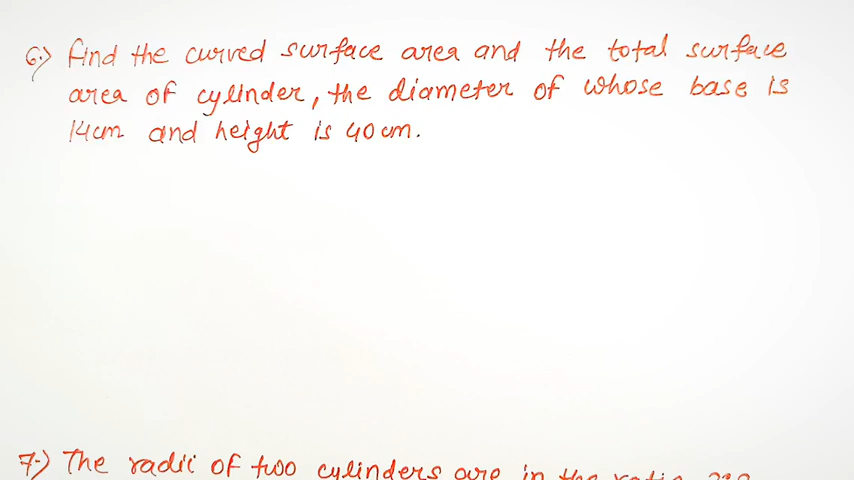 6.) Find the curved surface area and the total surface
area of cylinder, the diameter of whose base is
14cm and height is 40cm.
7.) The radii of two cylinders are in the ratio